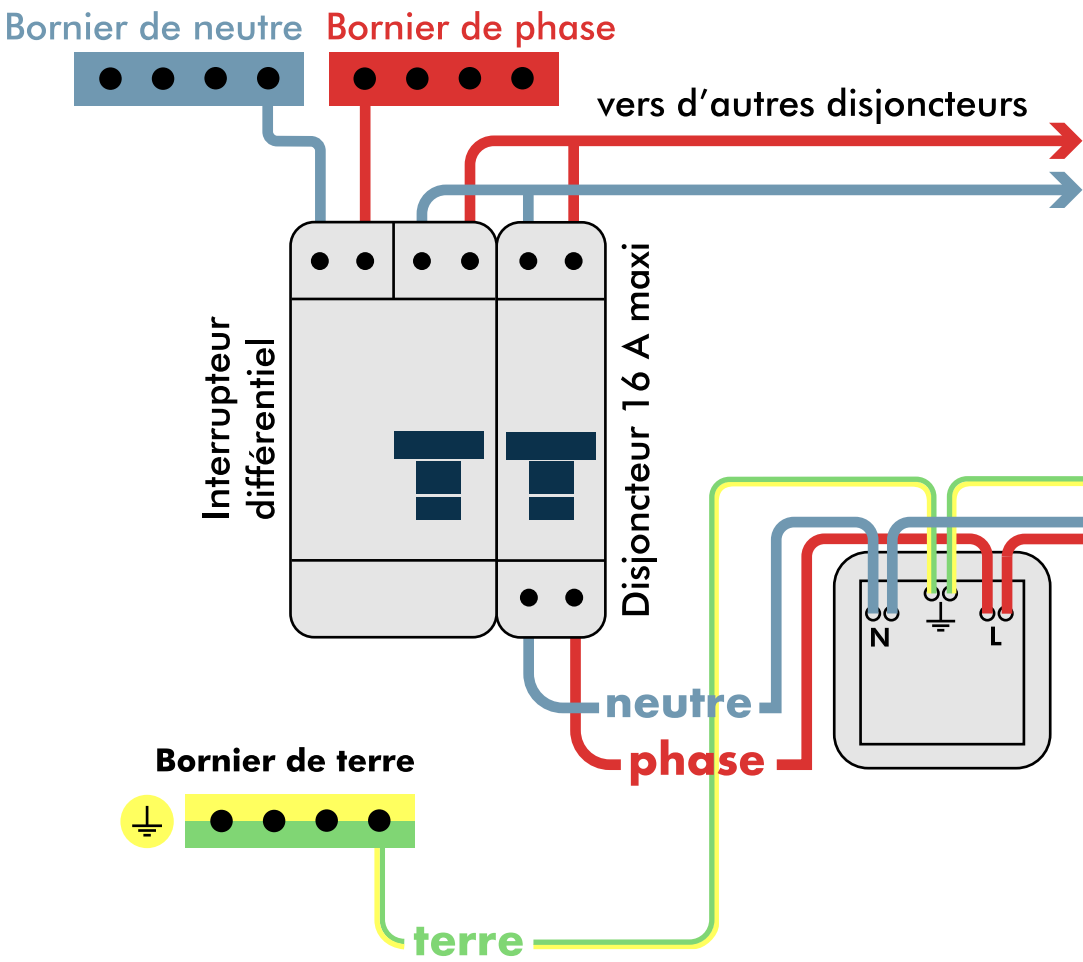 Bornier de neutre
Bornier de phase
vers d’autres disjoncteurs
Interrupteur
différentiel
Disjoncteur 16 A maxi
N
L
neutre
phase
Bornier de terre
terre